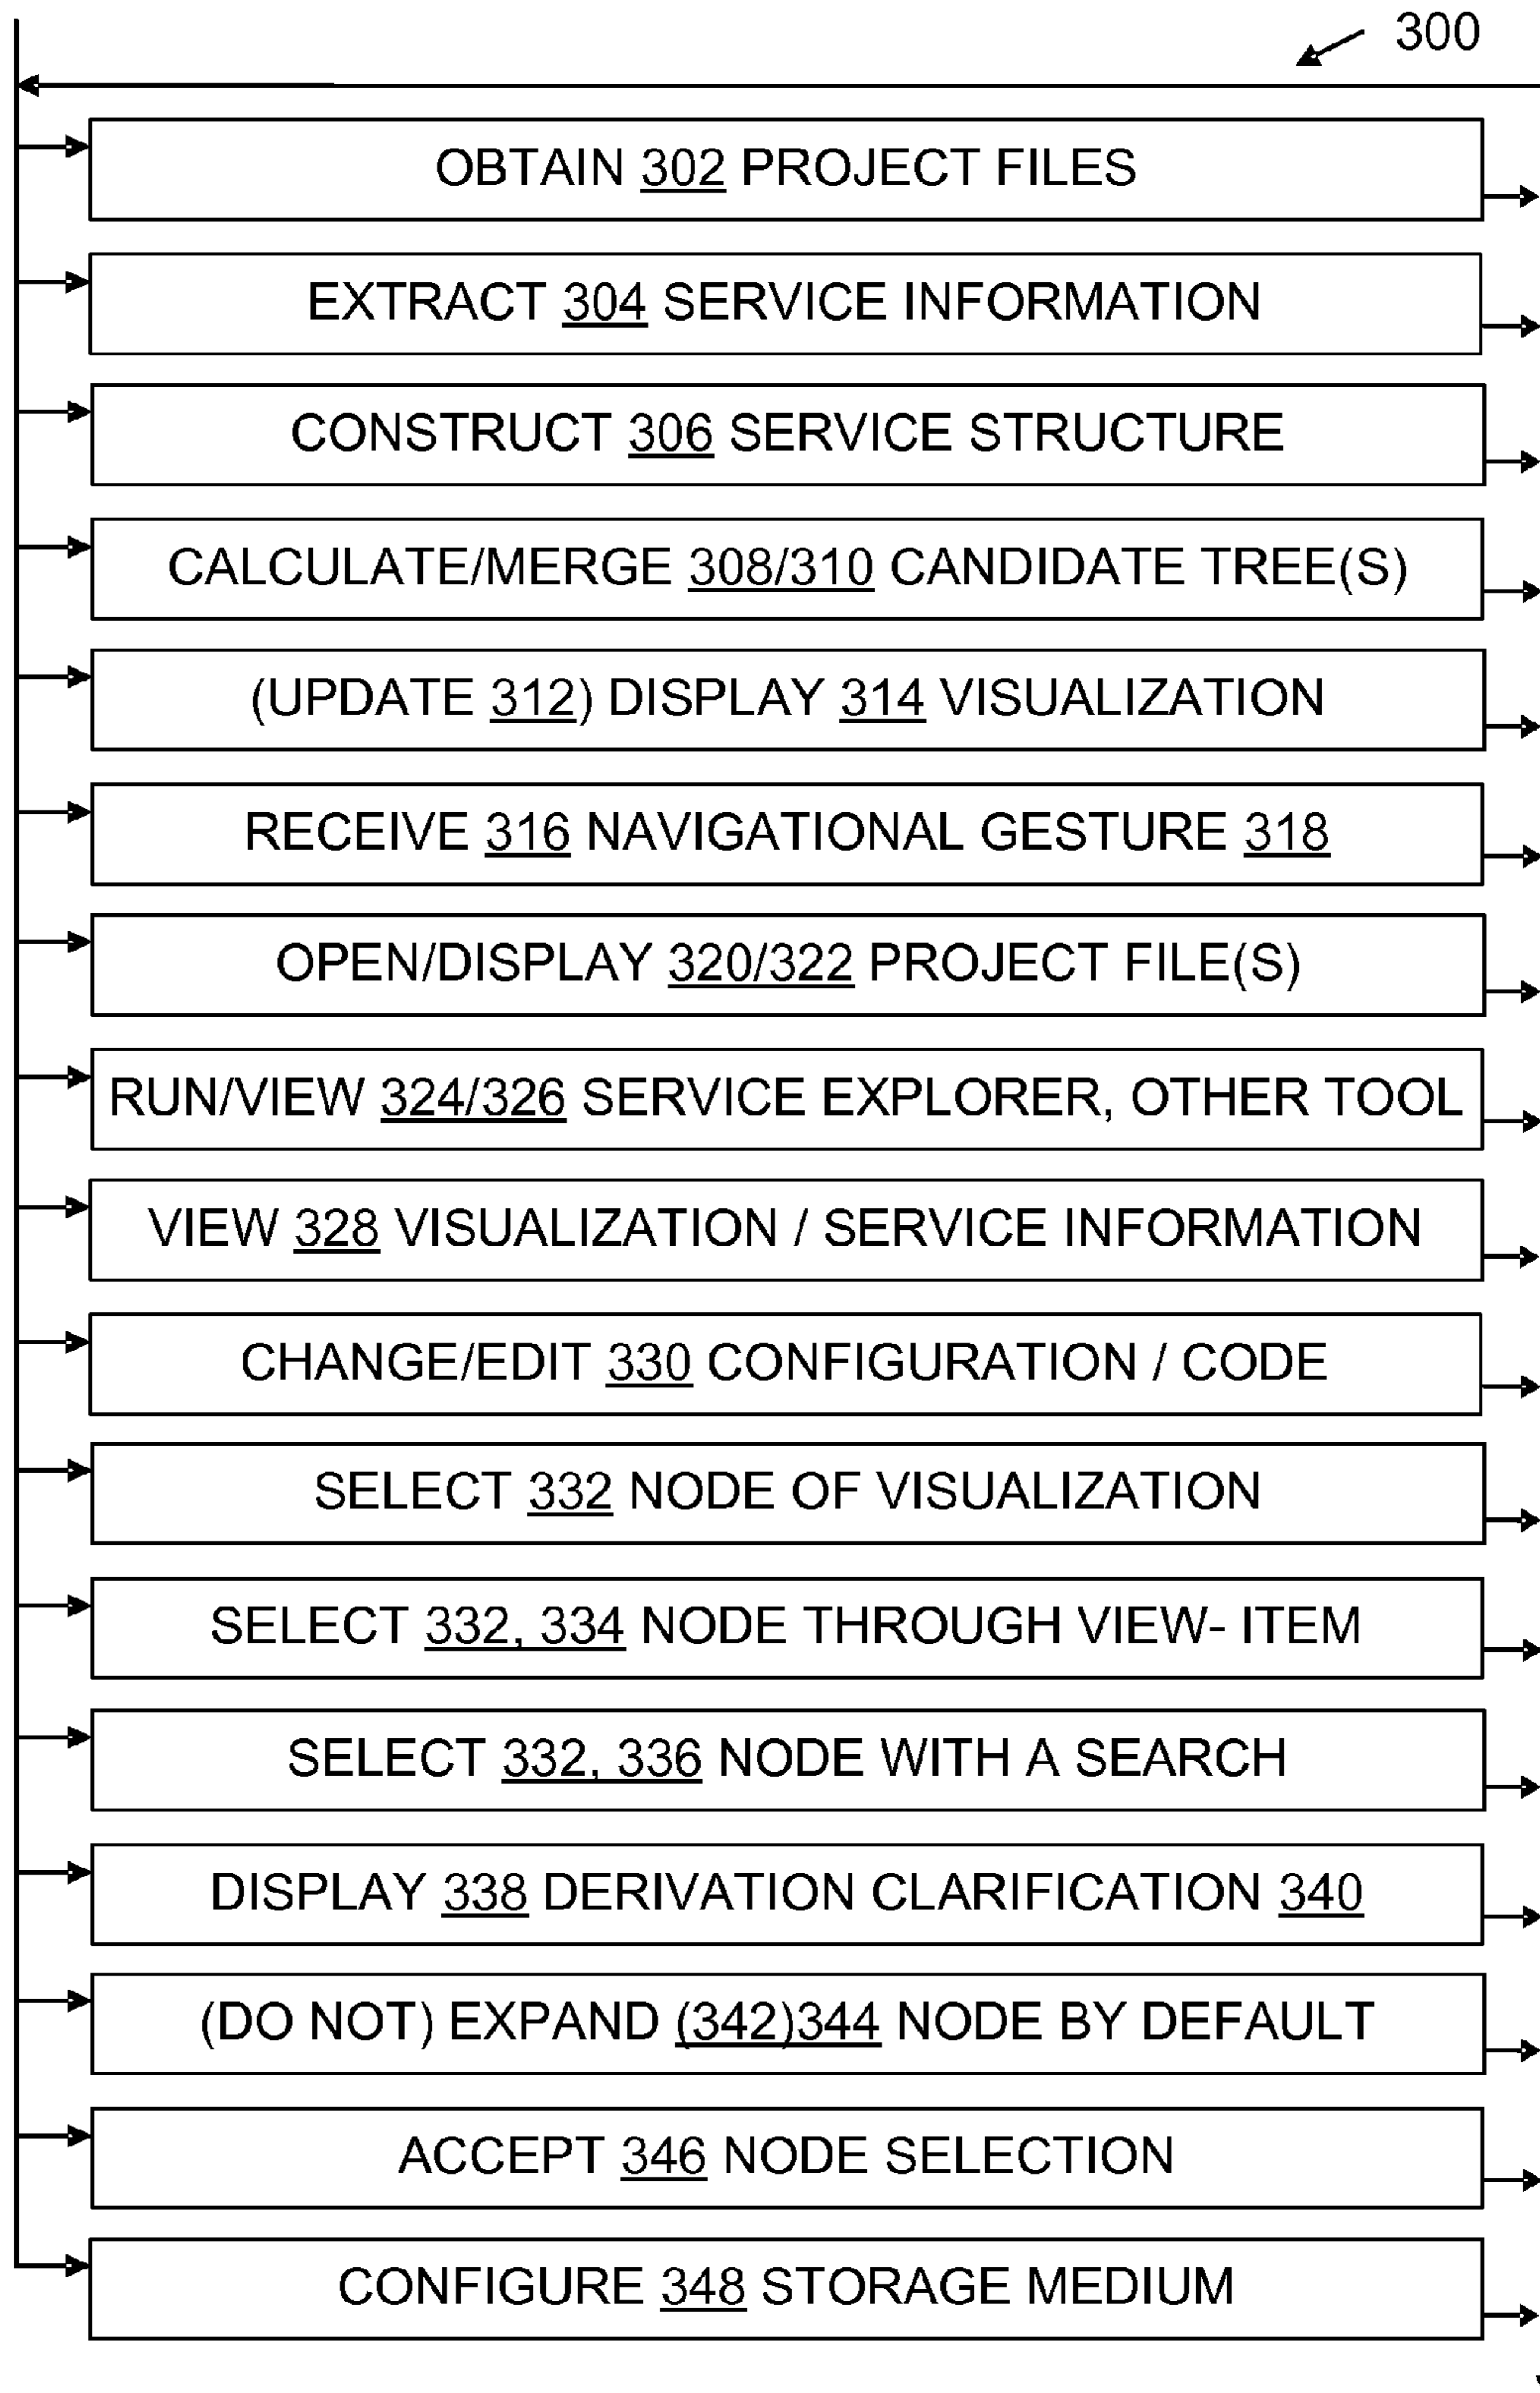 300
OBTAIN 302 PROJECT FILES
EXTRACT 304 SERVICE INFORMATION
CONSTRUCT 306 SERVICE STRUCTURE
CALCULATE/MERGE 308/310 CANDIDATE TREE(S)
(UPDATE 312) DISPLAY 314 VISUALIZATION
RECEIVE 316 NAVIGATIONAL GESTURE 318
OPEN/DISPLAY 320/322 PROJECT FILE(S)
RUN/VIEW 324/326 SERVICE EXPLORER, OTHER TOOL
VIEW 328 VISUALIZATION / SERVICE INFORMATION
CHANGE/EDIT 330 CONFIGURATION / CODE
SELECT 332 NODE OF VISUALIZATION
SELECT 332, 334 NODE THROUGH VIEW- ITEM
SELECT 332, 336 NODE WITH A SEARCH
DISPLAY 338 DERIVATION CLARIFICATION 340
(DO NOT) EXPAND (342)344 NODE BY DEFAULT
ACCEPT 346 NODE SELECTION
CONFIGURE 348 STORAGE MEDIUM